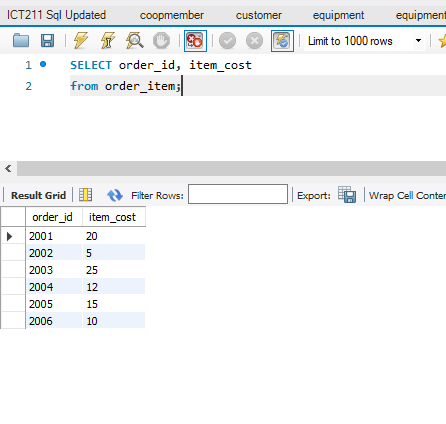 ICT211 Sql Updated coopmember customer equipment equipment
Limit to 1000 rows
1 SELECT order_id, item_cost
2 from order_item;
Result Grid Filter Rows: Export: Wrap Cell Conter
order_id item_cost
2001 20
2002 5
2003 25
2004 12
2005 15
2006 10